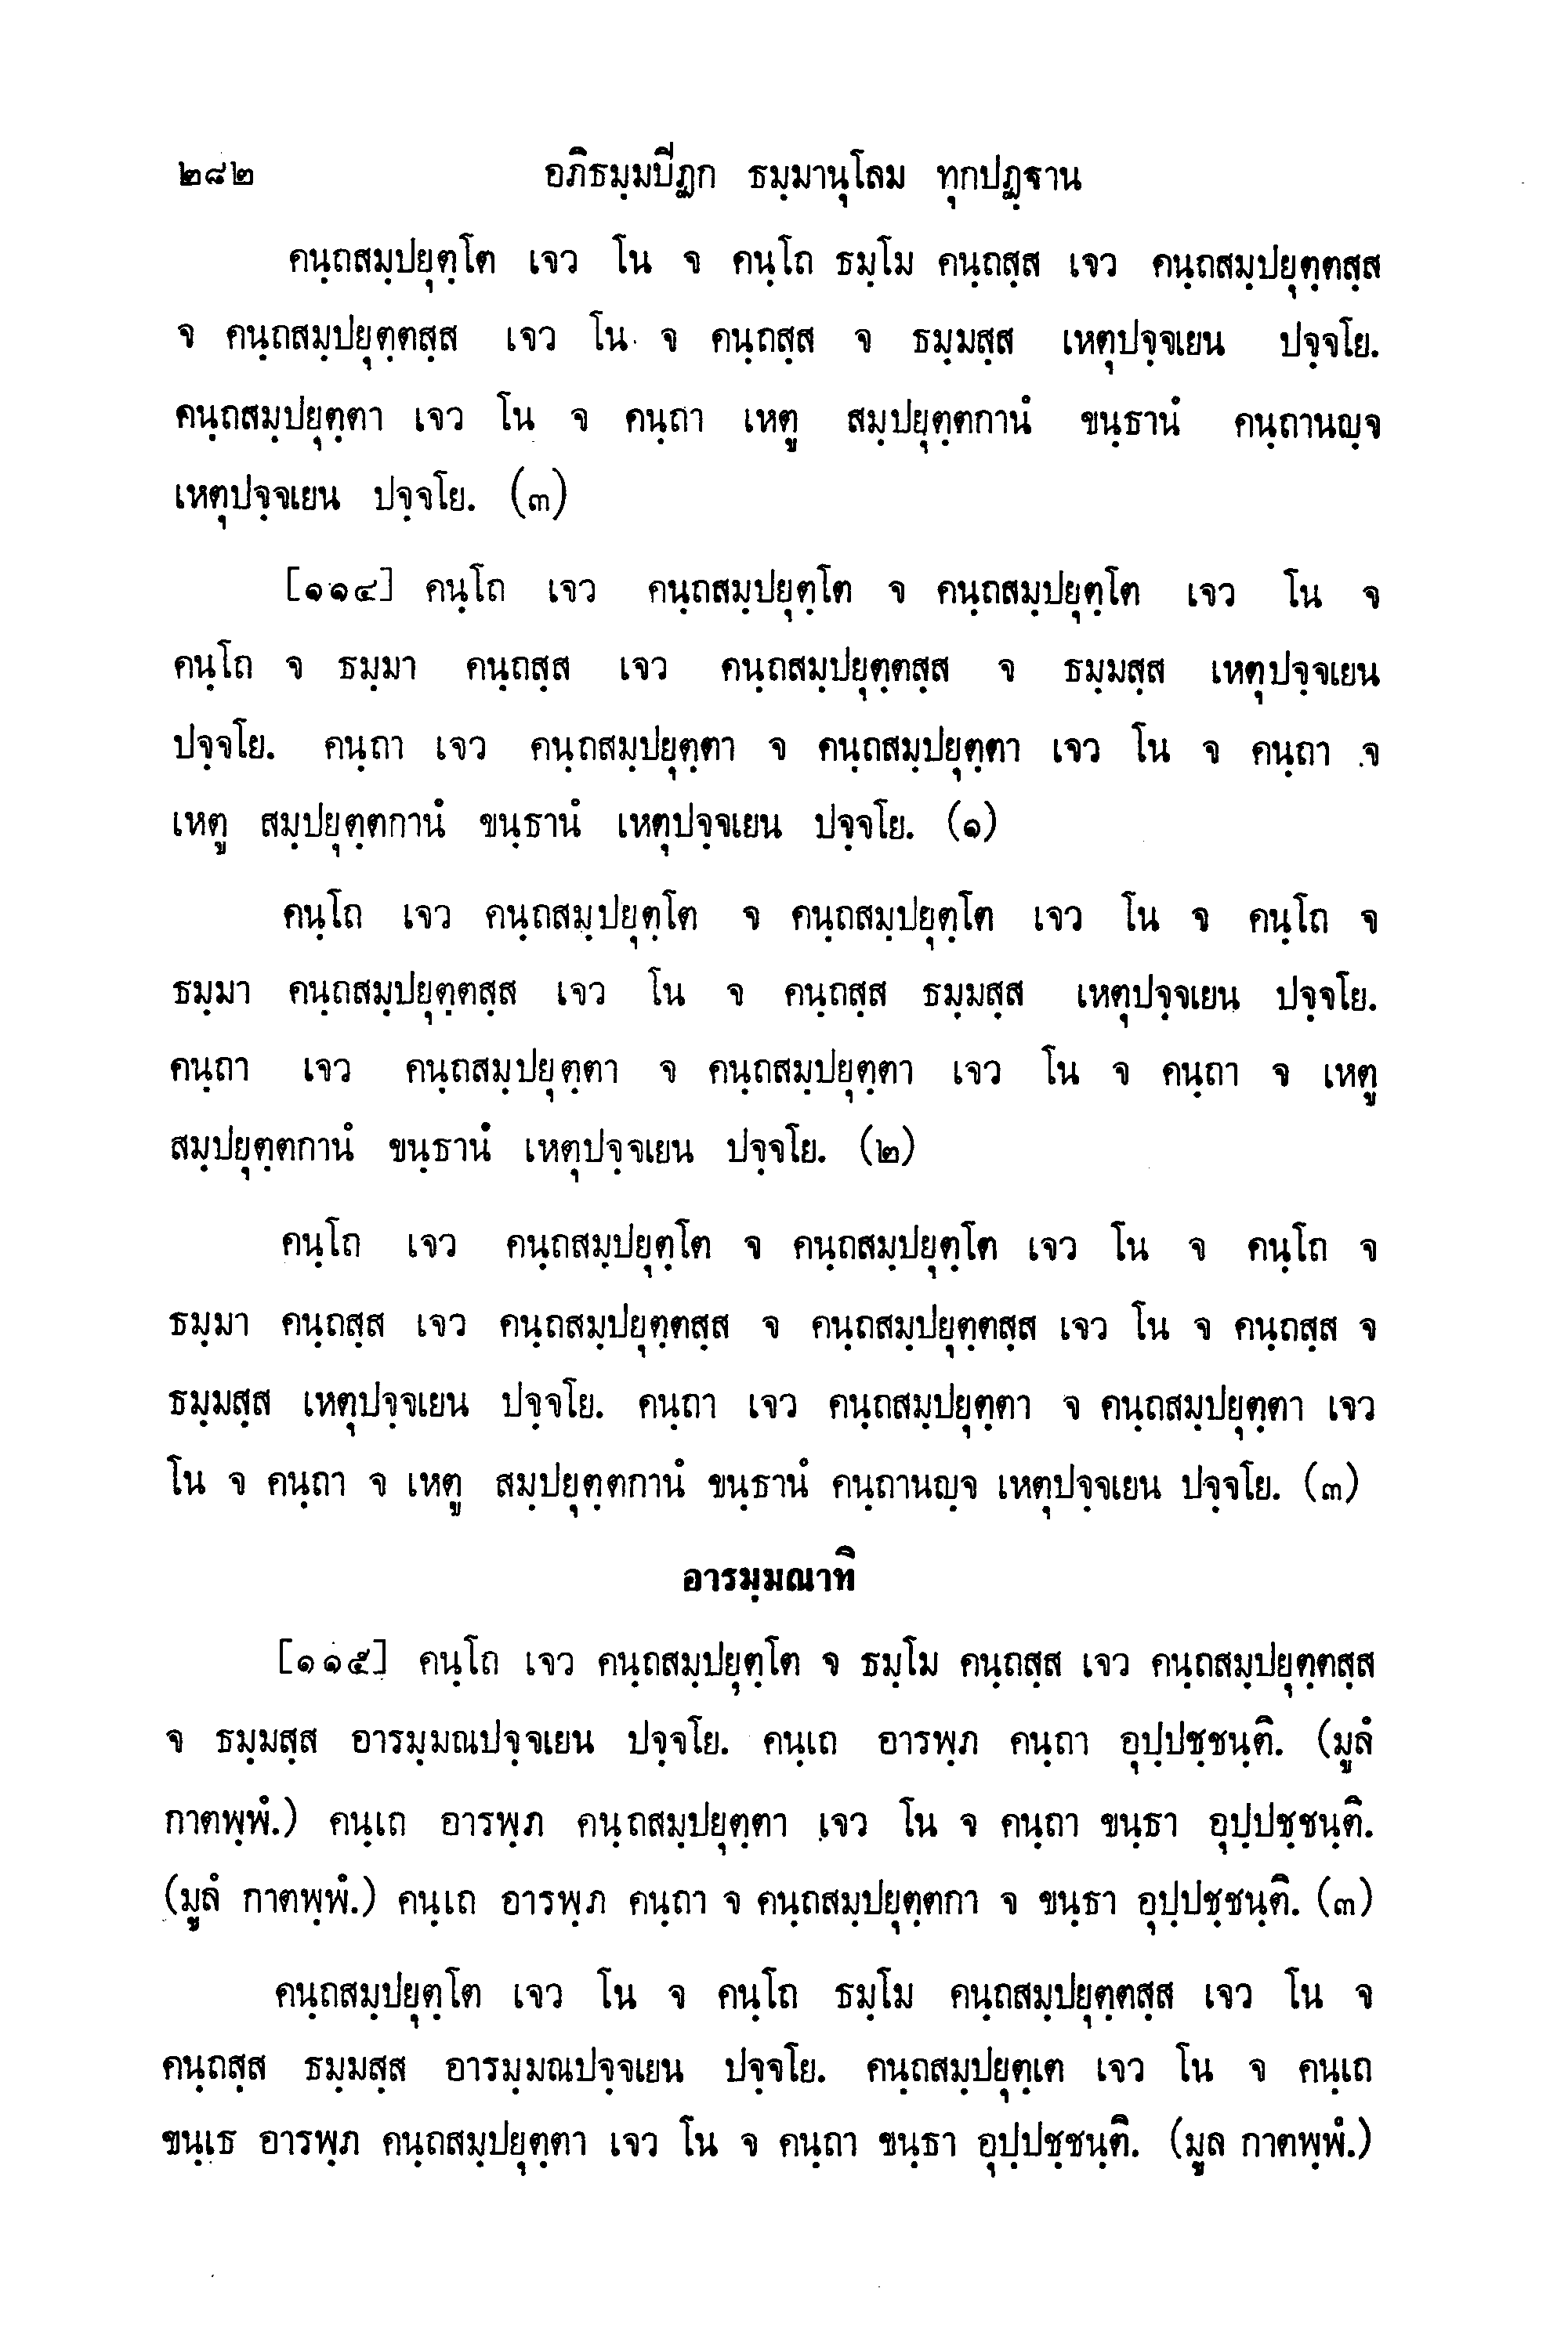 ๒๘๒ อภิธมฺมปีฏก ธมฺมานุโลม ทุกปฏฺฐาน
คนฺถสมฺปยุตฺโต เจว โน จ คนฺโถ ธมฺโม คนฺถสฺส เจว คนฺถสมฺปยุตฺตสฺส
จ คนฺถสมฺปยุตฺตสฺส เจว โน จ คนฺถสฺส จ ธมฺมสฺส เหตุปจฺจเยน ปจฺจโย.
คนฺถสมฺปยุตฺตา เจว โน จ คนฺถา เหตู สมฺปยุตฺตกานํ ขนฺธานํ คนฺถานญฺจ
เหตุปจฺจเยน ปจฺจโย. (๓)
[๑๑๔] คนฺโถ เจว คนฺถสมฺปยุตฺโต จ คนฺถสมฺปยุตฺโต เจว โน จ
คนฺโถ จ ธมฺมา คนฺถสฺส เจว คนฺถสมฺปยุตฺตสฺส จ ธมฺมสฺส เหตุปจฺจเยน
ปจฺจโย. คนฺถา เจว คนฺถสมฺปยุตฺตา จ คนฺถสมฺปยุตฺตา เจว โน จ คนฺถา จ
เหตู สมฺปยุตฺตกานํ ขนฺธานํ เหตุปจฺจเยน ปจฺจโย. (๑)
คนฺโถ เจว คนฺถสมฺปยุตฺโต จ คนฺถสมฺปยุตฺโต เจว โน จ คนฺโถ จ
ธมฺมา คนฺถสมฺปยุตฺตสฺส เจว โน จ คนฺถสฺส ธมฺมสฺส เหตุปจฺจเยน ปจฺจโย.
คนฺถา เจว คนฺถสมฺปยุตฺตา จ คนฺถสมฺปยุตฺตา เจว โน จ คนฺถา จ เหตู
สมฺปยุตฺตกานํ ขนฺธานํ เหตุปจฺจเยน ปจฺจโย. (๒)
คนฺโถ เจว คนฺถสมฺปยุตฺโต จ คนฺถสมฺปยุตฺโต เจว โน จ คนฺโถ จ
ธมฺมา คนฺถสฺส เจว คนฺถสมฺปยุตฺตสฺส จ คนฺถสมฺปยุตฺตสฺส เจว โน จ คนฺถสฺส จ
ธมฺมสฺส เหตุปจฺจเยน ปจฺจโย. คนฺถา เจว คนฺถสมฺปยุตฺตา จ คนฺถสมฺปยุตฺตา เจว
โน จ คนฺถา จ เหตู สมฺปยุตฺตกานํ ขนฺธานํ คนฺถานญฺจ เหตุปจฺจเยน ปจฺจโย. (๓)
อารมฺมณาทิ
[๑๑๕] คนฺโถ เจว คนฺถสมฺปยุตฺโต จ ธมฺโม คนฺถสฺส เจว คนฺถสมฺปยุตฺตสฺส
จ ธมฺมสฺส อารมฺมณปจฺจเยน ปจฺจโย. คนฺเถ อารพฺภ คนฺถา อุปฺปชฺชนฺติ. (มูลํ
กาตพฺพํ.) คนฺเถ อารพฺภ คนฺถสมฺปยุตฺตา เจว โน จ คนฺถา ขนฺธา อุปฺปชฺชนฺติ.
(มูลํ กาตพฺพํ.) คนฺเถ อารพฺภ คนฺถา จ คนฺถสมฺปยุตฺตกา จ ขนฺธา อุปฺปชฺชนฺติ. (๓)
คนฺถสมฺปยุตฺโต เจว โน จ คนฺโถ ธมฺโม คนฺถสมฺปยุตฺตสฺส เจว โน จ
คนฺถสฺส ธมฺมสฺส อารมฺมณปจฺจเยน ปจฺจโย. คนฺถสมฺปยุตฺเต เจว โน จ คนฺเถ
ขนฺเธ อารพฺภ คนฺถสมฺปยุตฺตา เจว โน จ คนฺถา ขนฺธา อุปฺปชฺชนฺติ. (มูล กาตพฺพํ.)